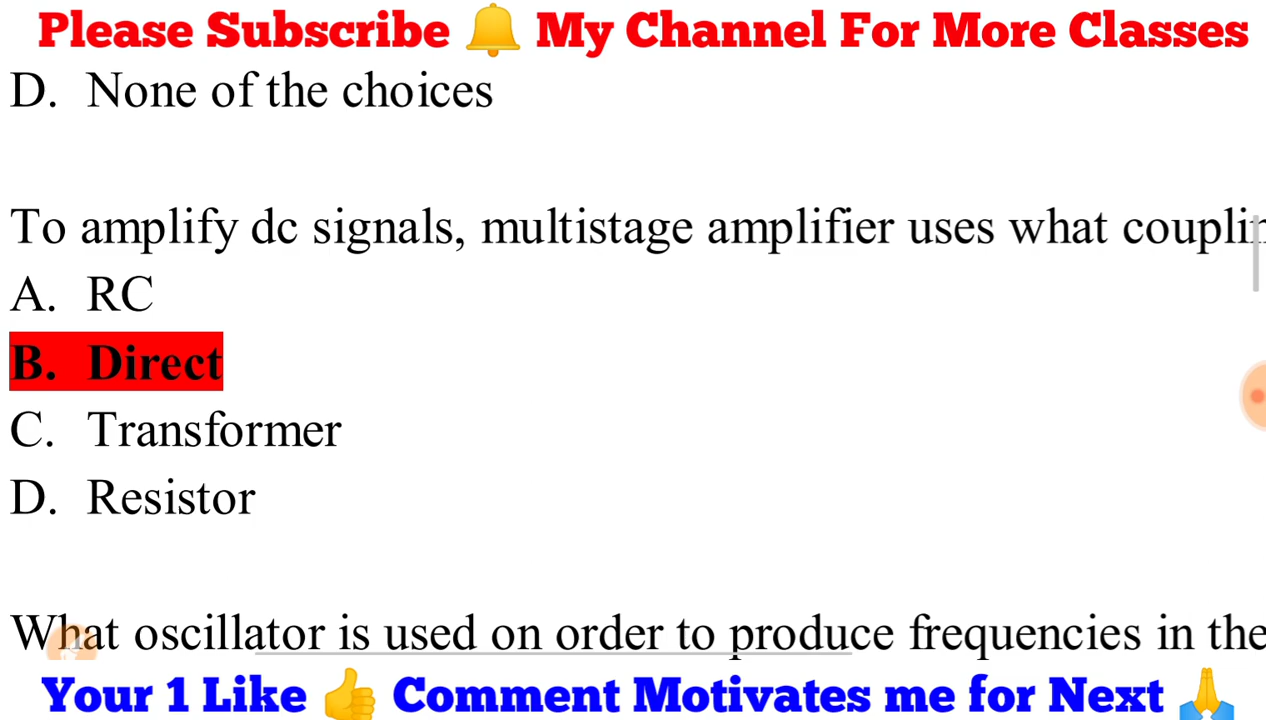 Please Subscribe 🔔 My Channel For More Classes
D. None of the choices
To amplify dc signals, multistage amplifier uses what couplin
A. RC
B. Direct
C. Transformer
D. Resistor
What oscillator is used on order to produce frequencies in the
Your 1 Like 👍 Comment Motivates me for Next 🙏